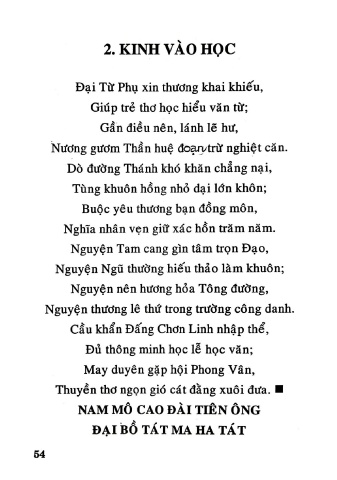 2. KINH VÀO HỌC
Đại Từ Phụ xin thương khai khiếu,
Giúp trẻ thơ học hiểu văn từ;
Gần điều nên, lánh lẽ hư,
Nương gươm Thần huệ đoạn trừ nghiệt căn.
Dò đường Thánh khó khăn chẳng nại,
Tùng khuôn hồng nhỏ dại lớn khôn;
Buộc yêu thương bạn đồng môn,
Nghĩa nhân vẹn giữ xác hồn trăm năm.
Nguyện Tam cang gìn tâm trọn Đạo,
Nguyện Ngũ thường hiếu thảo làm khuôn;
Nguyện nên hương hỏa Tông đường,
Nguyện thương lê thứ trong trường công danh.
Cầu khẩn Đấng Chơn Linh nhập thể,
Đủ thông minh học lễ học văn;
May duyên gặp hội Phong Vân,
Thuyền thơ ngọn gió cát đằng xuôi đưa. ■
NAM MÔ CAO ĐÀI TIÊN ÔNG
ĐẠI BỒ TÁT MA HA TÁT
54